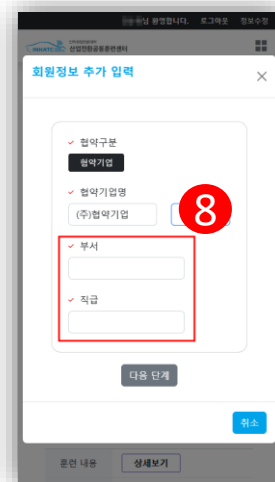 님 환영합니다. 로그아웃 정보수정
산업전환공동훈련센터
회원정보 추가 입력
×
협약구분
협약기업
협약기업명
(주)협약기업
8
부서
직급
다음 단계
취소
훈련 내용 상세보기